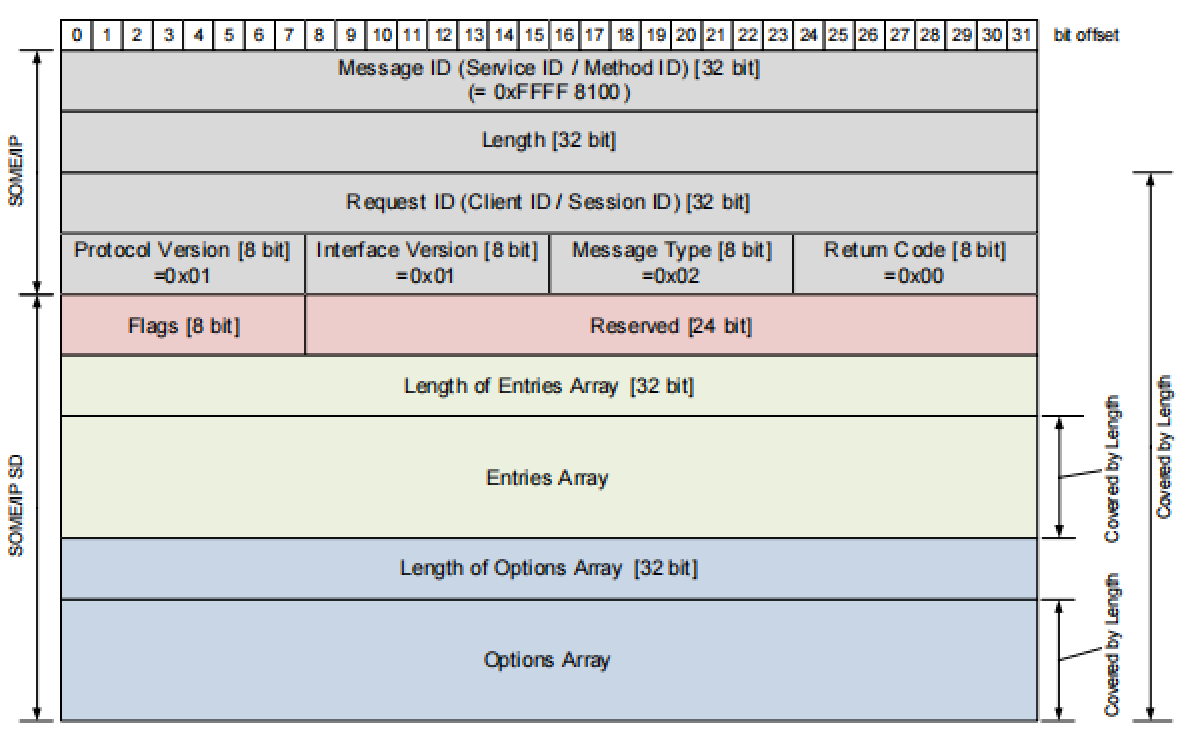 0 1 2 3 4 5 6 7 8 9 10 11 12 13 14 15 16 17 18 19 20 21 22 23 24 25 26 27 28 29 30 31 bit offset
Message ID (Service ID / Method ID) [32 bit]
(= 0xFFFF 8100)
Length [32 bit]
Request ID (Client ID / Session ID) [32 bit]
Protocol Version [8 bit]
=0x01
Interface Version [8 bit]
=0x01
Message Type [8 bit]
=0x02
Return Code [8 bit]
=0x00
SOME/IP
Flags [8 bit]
Reserved [24 bit]
Length of Entries Array [32 bit]
Entries Array
Length of Options Array [32 bit]
Options Array
SOME/IP SD
Covered by Length
Covered by Length
Covered by Length